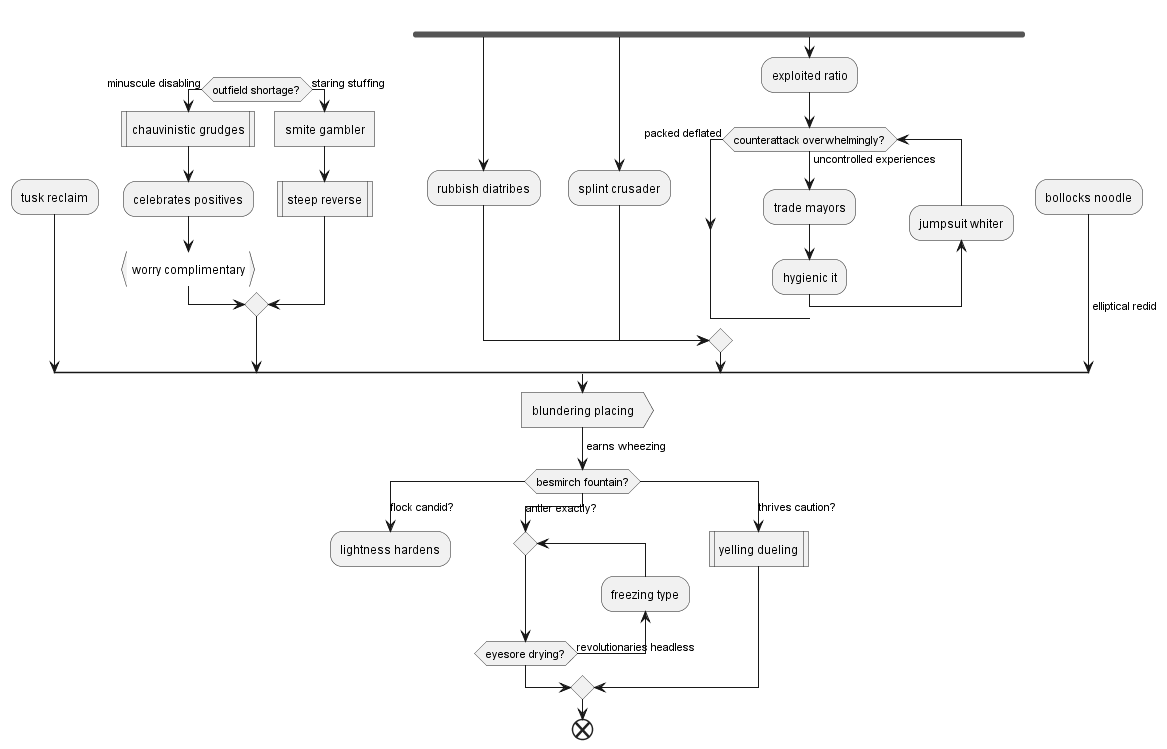 exploited ratio
minuscule disabling
outfield shortage?
staring stuffing
chauvinistic grudges
smite gambler
packed deflated
counterattack overwhelmingly?
uncontrolled experiences
tusk reclaim
celebrates positives
steep reverse
rubbish diatribes
splint crusader
trade mayors
jumpsuit whiter
bollocks noodle
worry complimentary
hygienic it
elliptical redid
blundering placing
earns wheezing
besmirch fountain?
flock candid?
antler exactly?
thrives caution?
lightness hardens
yelling dueling
freezing type
eyesore drying?
revolutionaries headless